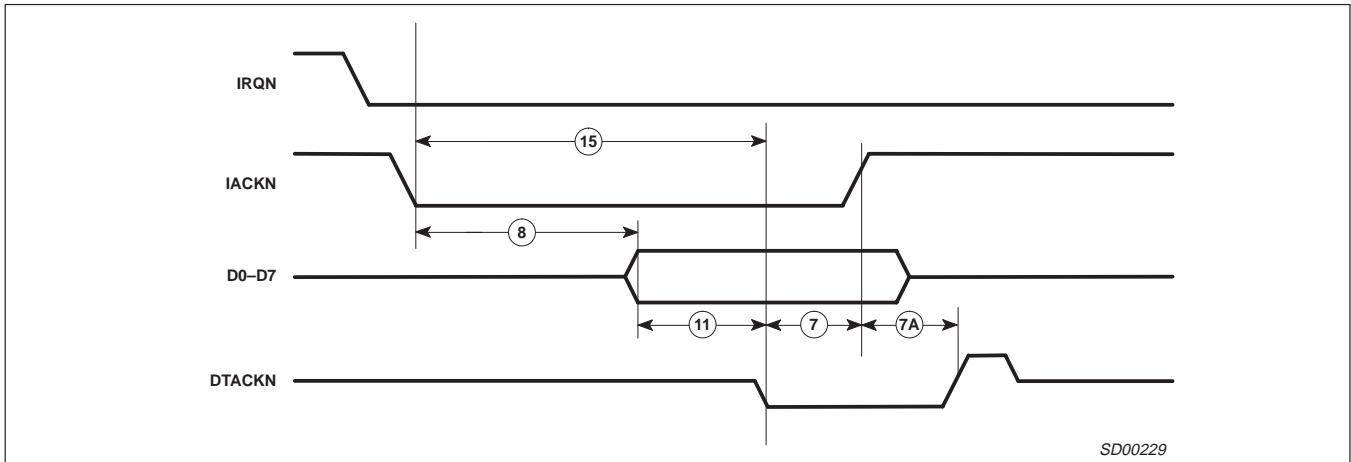 IRQN
15
IACKN
8
D0–D7
11
7
7A
DTACKN
SD00229